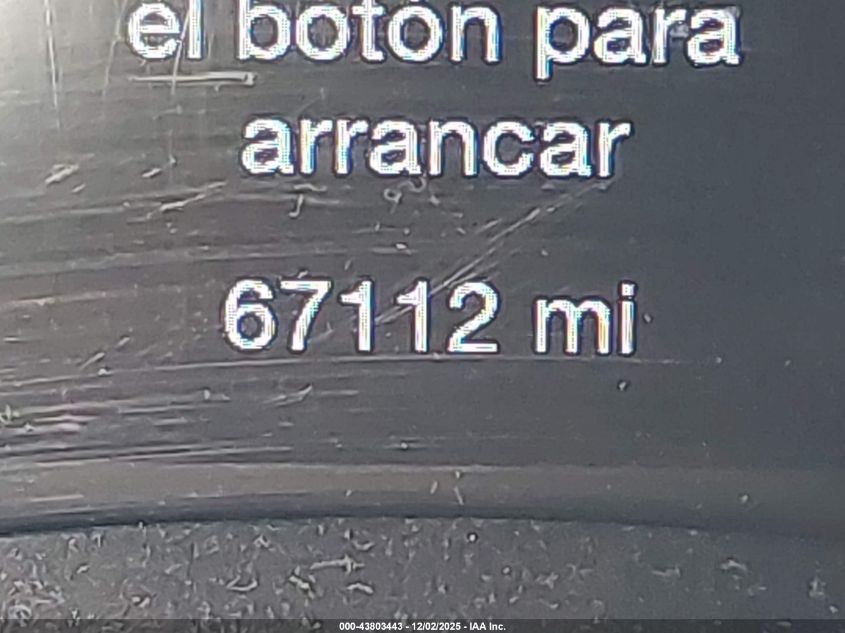 el botón para
arrancar
67112 mi
000-43803443 - 12/02/2025 - IAA Inc.